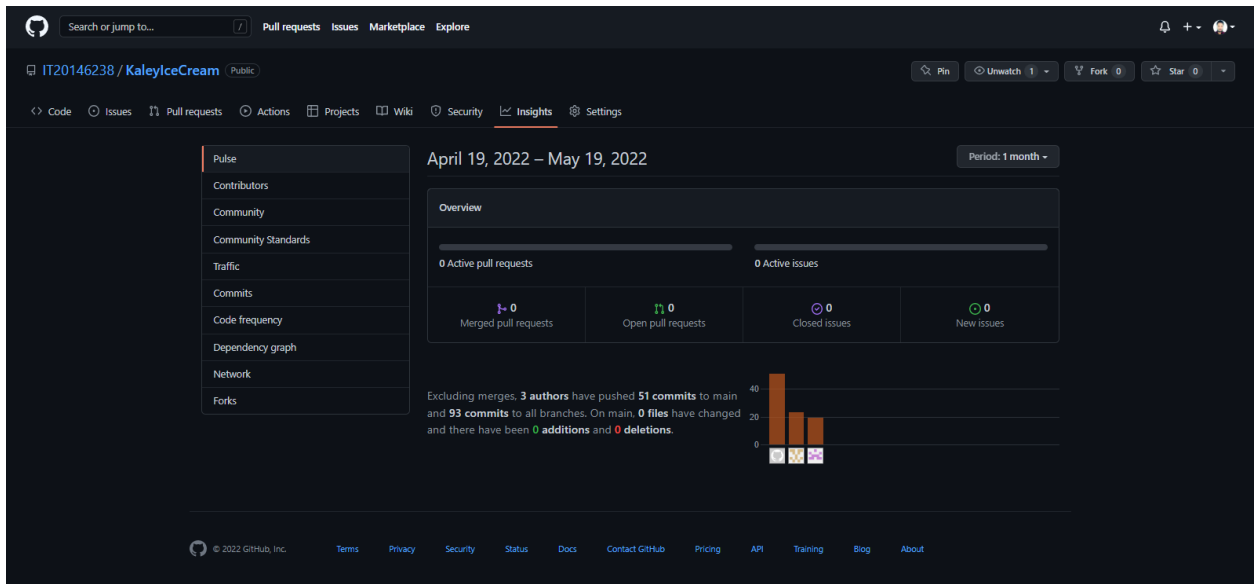 Search or jump to... / Pull requests Issues Marketplace Explore
IT20146238 / KaleyIceCream Public Pin Unwatch 1 Fork 0 Star 0
Code Issues Pull requests Actions Projects Wiki Security Insights Settings
Pulse
Contributors
Community
Community Standards
Traffic
Commits
Code frequency
Dependency graph
Network
Forks
April 19, 2022 – May 19, 2022 Period: 1 month
Overview
0 Active pull requests 0 Active issues
0 0 0 0
Merged pull requests Open pull requests Closed issues New issues
Excluding merges, 3 authors have pushed 51 commits to main
and 93 commits to all branches. On main, 0 files have changed
and there have been 0 additions and 0 deletions.
40
20
0
© 2022 GitHub, Inc. Terms Privacy Security Status Docs Contact GitHub Pricing API Training Blog About